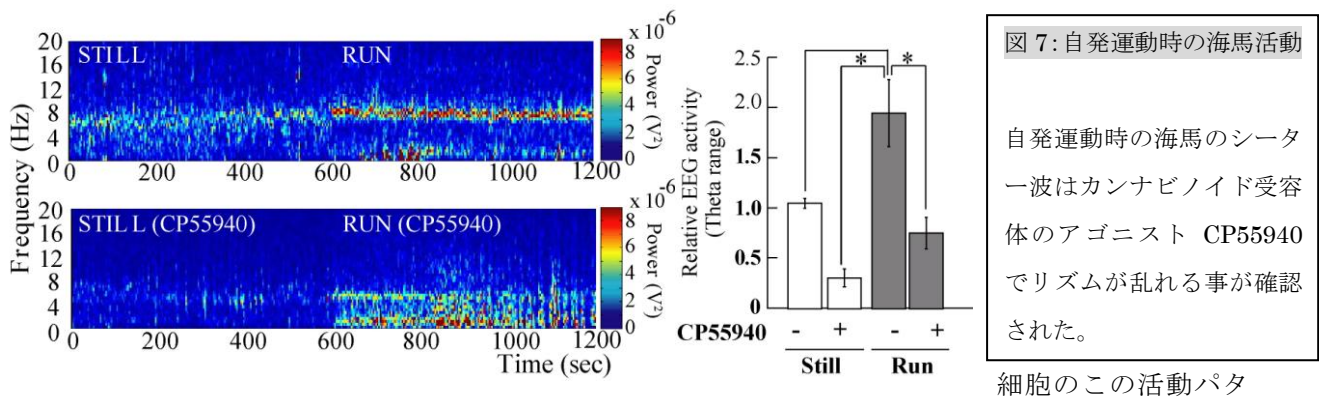 20
16
12
8
4
0
STILL
RUN
0
200
400
600
800
1000
1200
x 10-6
8
6
4
2
0
Power (V²)
Frequency (Hz)
20
16
12
8
4
0
STILL (CP55940)
RUN (CP55940)
0
200
400
600
800
1000
1200
Time (sec)
x 10-6
8
6
4
2
0
Power (V²)
Relative EEG activity
(Theta range)
2.5
2.0
1.5
1.0
0.5
0
*
*
CP55940
-
+
-
+
Still
Run
図 7:自発運動時の海馬活動
自発運動時の海馬のシータ
ー波はカンナビノイド受容
体のアゴニスト CP55940
でリズムが乱れる事が確認
された。
細胞のこの活動パタ